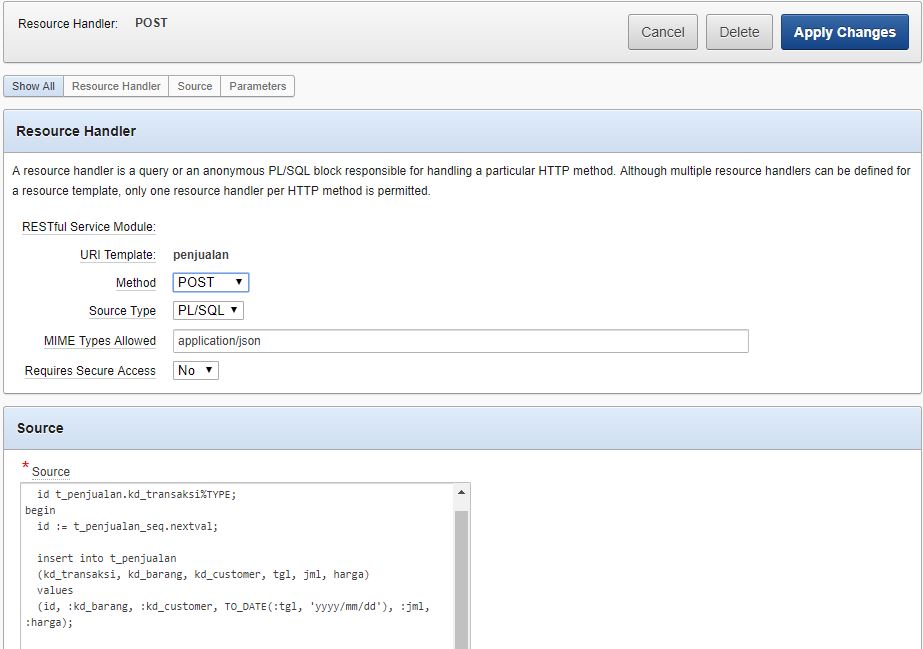 Resource Handler: POST
Cancel Delete Apply Changes
Show All Resource Handler Source Parameters
Resource Handler
A resource handler is a query or an anonymous PL/SQL block responsible for handling a particular HTTP method. Although multiple resource handlers can be defined for
a resource template, only one resource handler per HTTP method is permitted.
RESTful Service Module:
URI Template: penjualan
Method POST
Source Type PL/SQL
MIME Types Allowed application/json
Requires Secure Access No
Source
* Source
id t_penjualan.kd_transaksi%TYPE;
begin
id := t_penjualan_seq.nextval;
insert into t_penjualan
(kd_transaksi, kd_barang, kd_customer, tgl, jml, harga)
values
(id, :kd_barang, :kd_customer, TO_DATE(:tgl, 'yyyy/mm/dd'), :jml,
:harga);